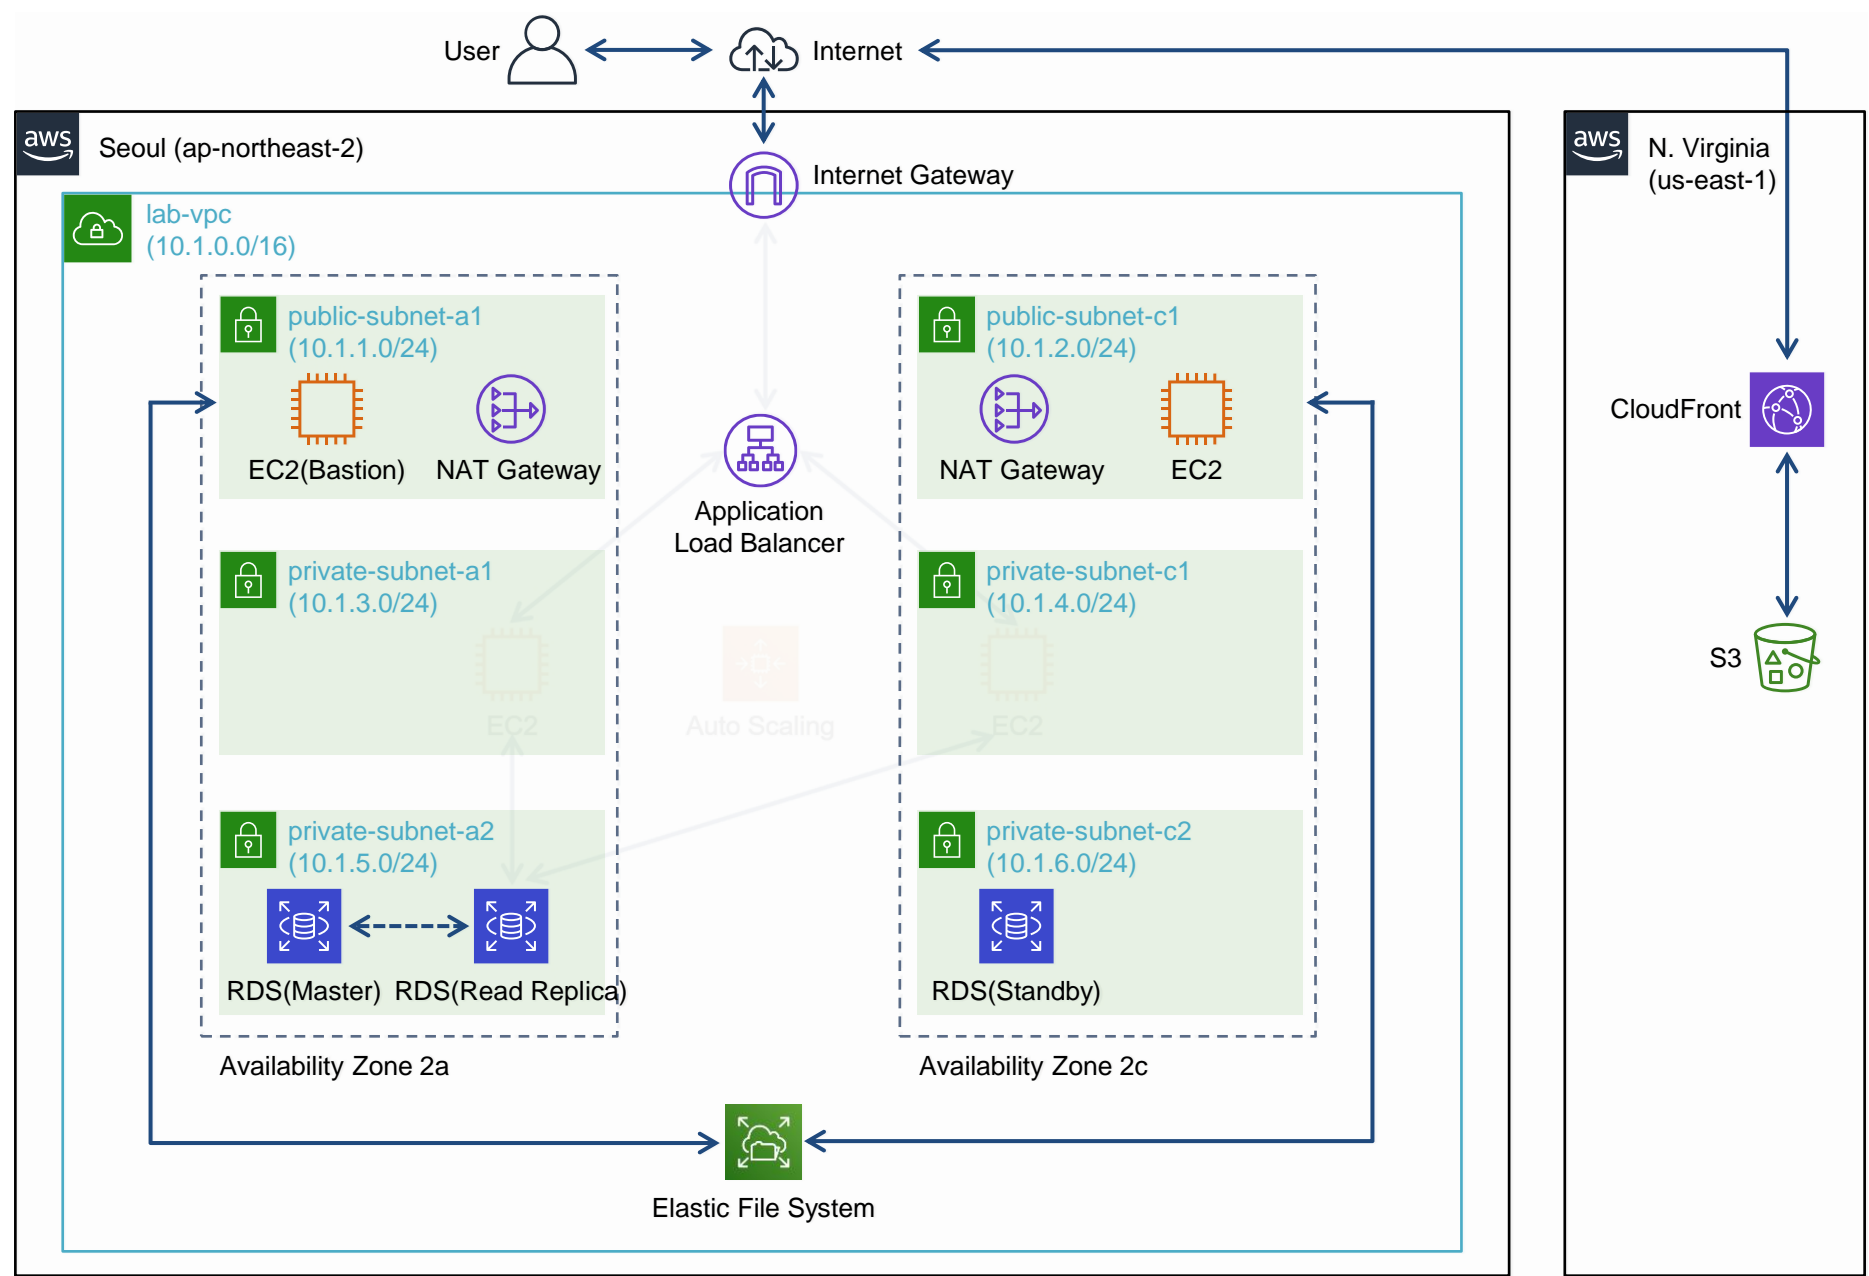 User
Internet
aws
Seoul (ap-northeast-2)
Internet Gateway
aws
N. Virginia
(us-east-1)
lab-vpc
(10.1.0.0/16)
public-subnet-a1
(10.1.1.0/24)
EC2(Bastion)
NAT Gateway
public-subnet-c1
(10.1.2.0/24)
NAT Gateway
EC2
CloudFront
Application
Load Balancer
private-subnet-a1
(10.1.3.0/24)
EC2
Auto Scaling
private-subnet-c1
(10.1.4.0/24)
EC2
S3
private-subnet-a2
(10.1.5.0/24)
RDS(Master)
RDS(Read Replica)
private-subnet-c2
(10.1.6.0/24)
RDS(Standby)
Availability Zone 2a
Availability Zone 2c
Elastic File System